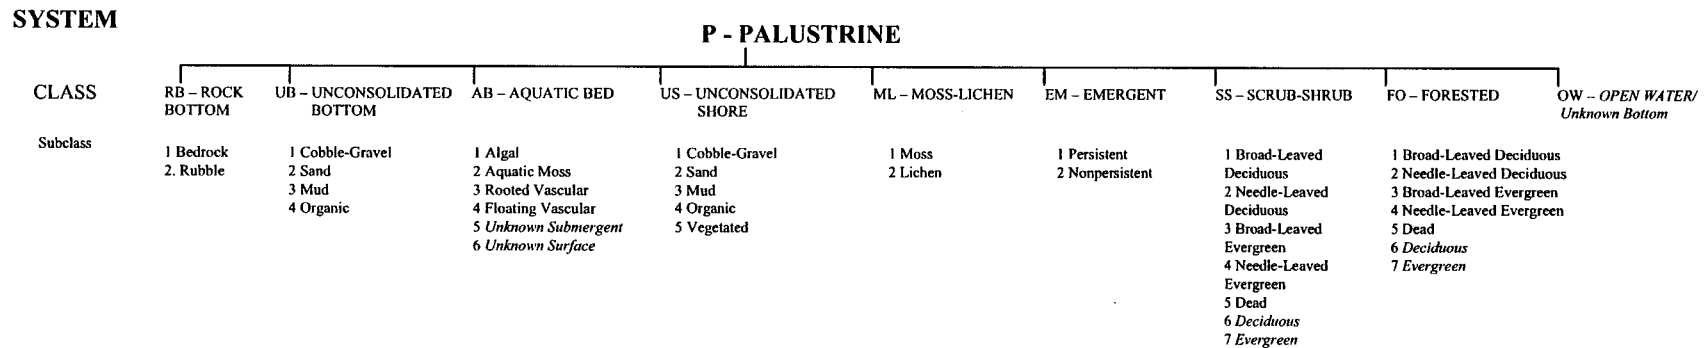 SYSTEM
P - PALUSTRINE
CLASS
RB – ROCK
BOTTOM
UB – UNCONSOLIDATED
BOTTOM
AB – AQUATIC BED
US – UNCONSOLIDATED
SHORE
ML – MOSS-LICHEN
EM – EMERGENT
SS – SCRUB-SHRUB
FO – FORESTED
OW – OPEN WATER/
Unknown Bottom
Subclass
1 Bedrock
2. Rubble
1 Cobble-Gravel
2 Sand
3 Mud
4 Organic
1 Algal
2 Aquatic Moss
3 Rooted Vascular
4 Floating Vascular
5 Unknown Submergent
6 Unknown Surface
1 Cobble-Gravel
2 Sand
3 Mud
4 Organic
5 Vegetated
1 Moss
2 Lichen
1 Persistent
2 Nonpersistent
1 Broad-Leaved
Deciduous
2 Needle-Leaved
Deciduous
3 Broad-Leaved
Evergreen
4 Needle-Leaved
Evergreen
5 Dead
6 Deciduous
7 Evergreen
1 Broad-Leaved Deciduous
2 Needle-Leaved Deciduous
3 Broad-Leaved Evergreen
4 Needle-Leaved Evergreen
5 Dead
6 Deciduous
7 Evergreen